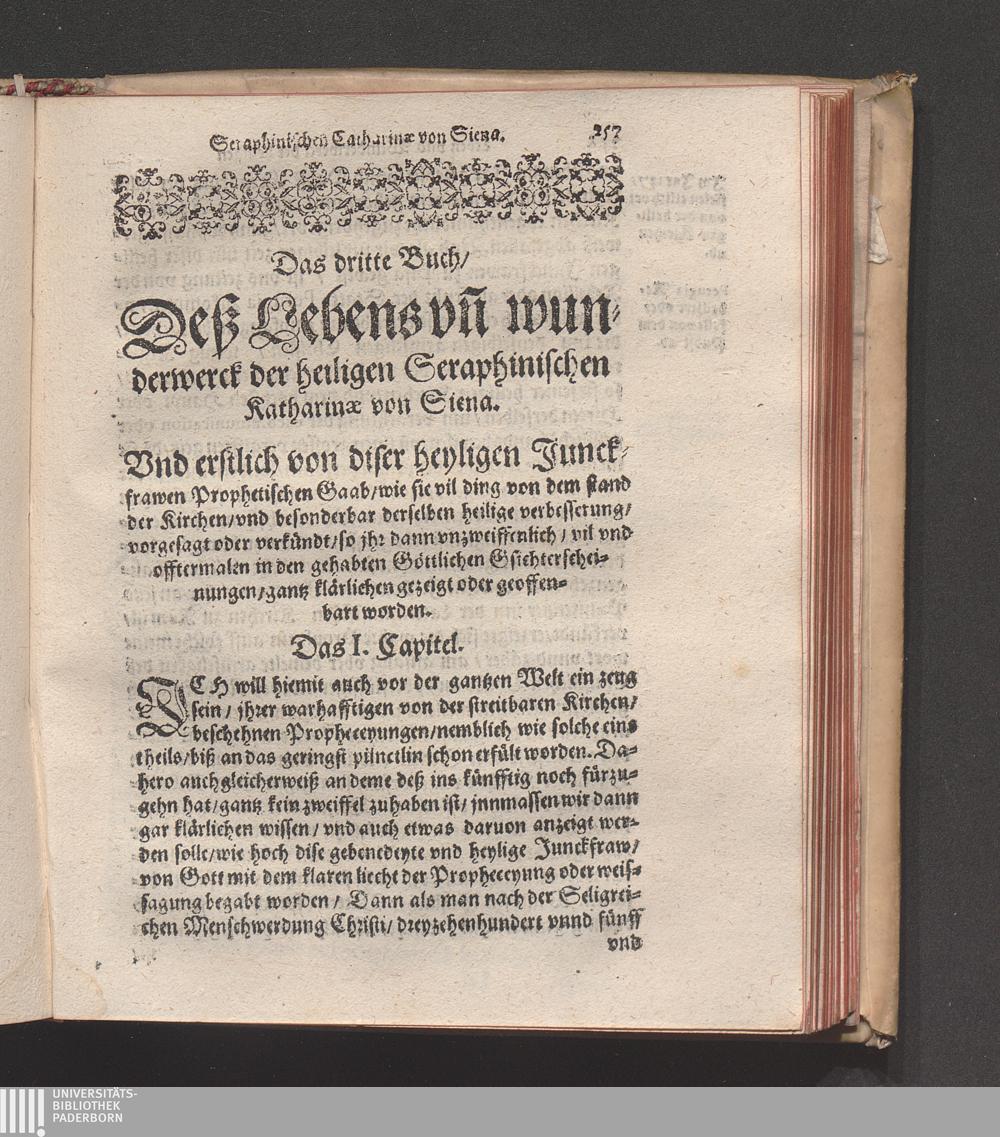 Seraphinischen Catharinæ von Siena. 257
Das dritte Buch/
Deß Lebens vñ wun-
derwerck der heiligen Seraphinischen
Katharinæ von Siena.
Vnd erstlich von diser heyligen Junck-
frawen Prophetischen Gaab/wie sie vil ding von dem stand
der Kirchen/vnd besonderbar derselben heilige verbesserung/
vorgesagt oder verkündt/so jhr dann vnzweiffenlich/ vil vnd
offtermalen in den gehabten Göttlichen Gsichterschei-
nungen/gantz klärlichen gezeigt oder geoffen-
bart worden.
Das I. Capitel.
JCH will hiemit auch vor der gantzen Welt ein zeug
sein/ jhrer warhafftigen von der streitbaren Kirchen/
beschehnen Propheceyungen/nemblich wie solche eins
theils/biß an das geringst pünctlin schon erfült worden. Da-
hero auch gleicherweiß an deme deß ins künfftig noch fürzu-
gehn hat/gantz kein zweiffel zuhaben ist/ jnnmassen wir dann
gar klärlichen wissen/ vnd auch etwas daruon anzeigt wer-
den solle/wie hoch dise gebenedeyte vnd heylige Junckfraw/
von Gott mit dem klaren liecht der Propheceyung oder weis-
sagung begabt worden/ Dann als man nach der Seligrei-
chen Menschwerdung Christi/ dreyzehenhundert vnnd fünff
vnd
UNIVERSITÄTS-
BIBLIOTHEK
PADERBORN